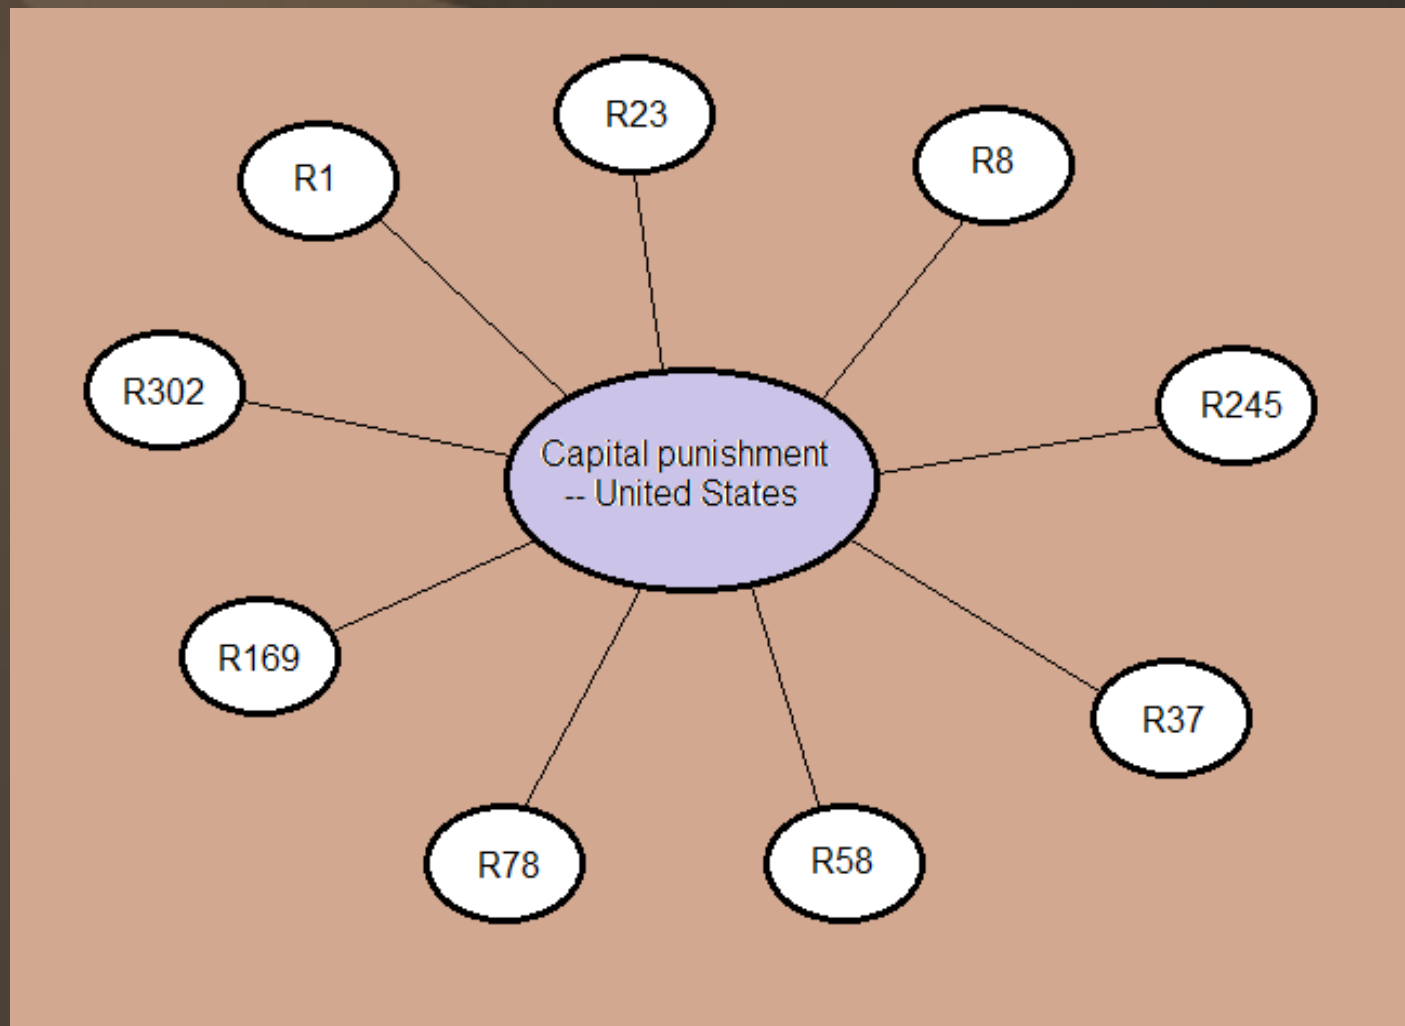 R23
R8
R1
R302
R245
Capital punishment
-- United States
R169
R37
R78
R58